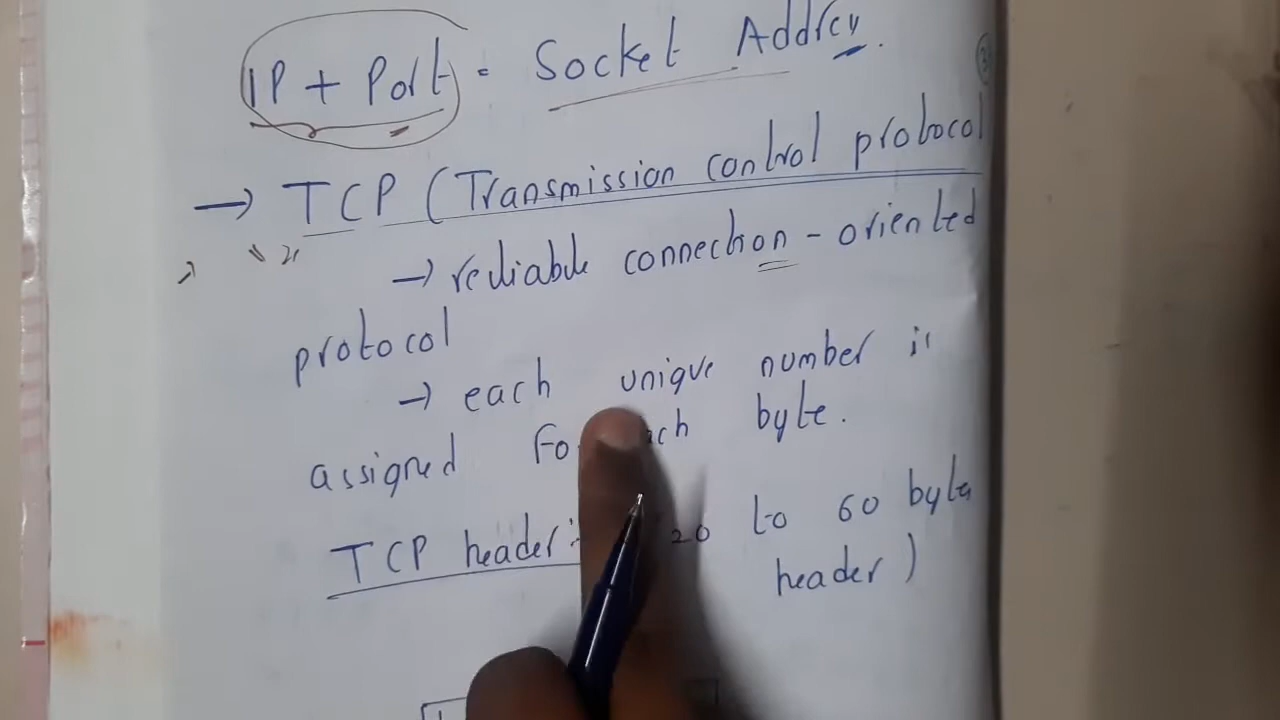 IP + Port = Socket Address.
→ TCP (Transmission control protocol
→ reliable connection - oriented
protocol
→ each unique number is
assigned byte.
TCP header: 20 to 60 byte
header)